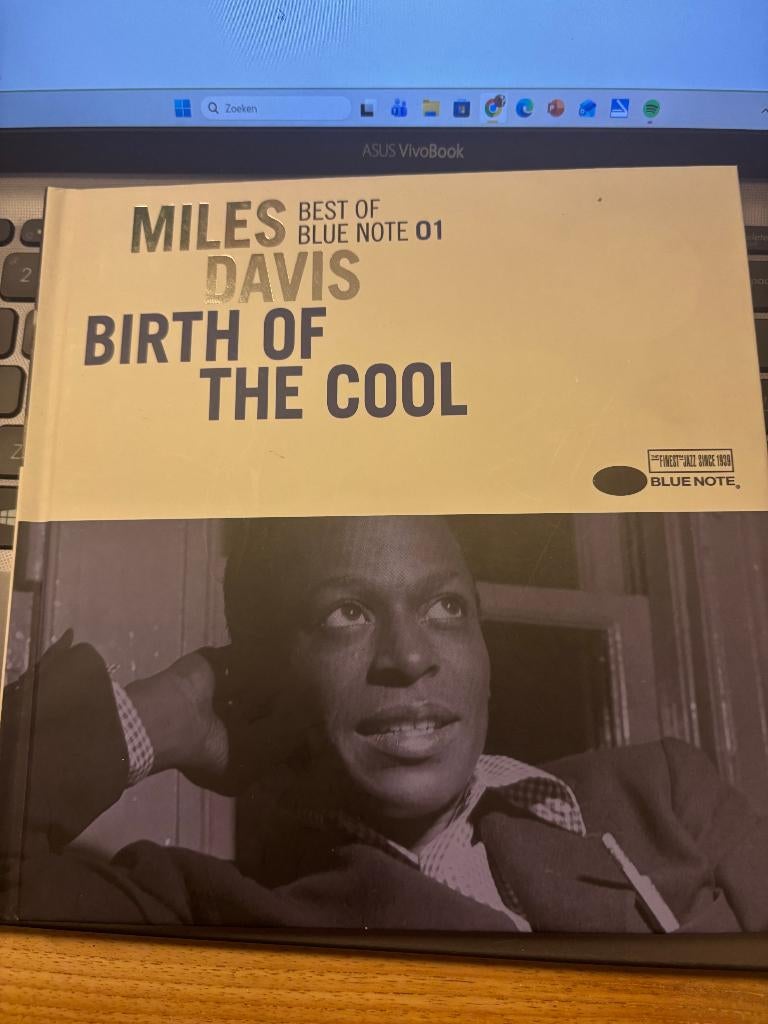 Zoeken
ASUS VivoBook
MILES BEST OF
BLUE NOTE 01
DAVIS
BIRTH OF
THE COOL
THE FINEST IN JAZZ SINCE 1939
BLUE NOTE
2
Z